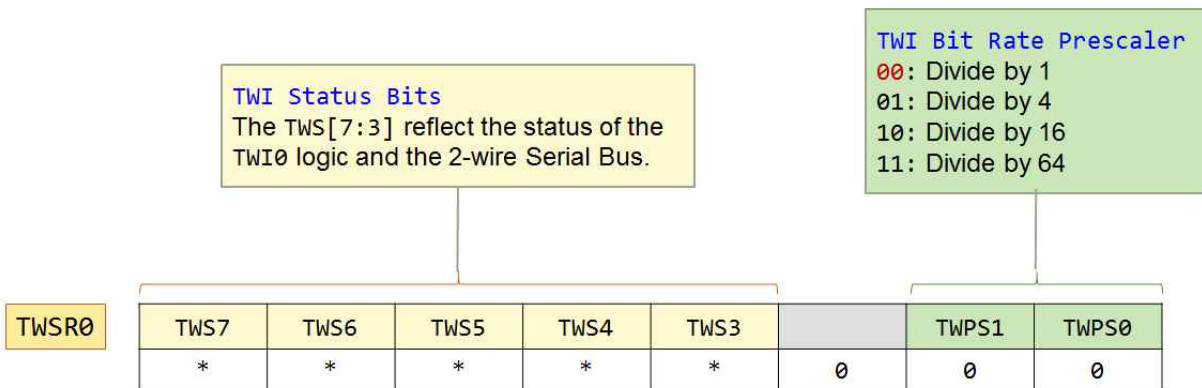 TWI Bit Rate Prescaler
00: Divide by 1
01: Divide by 4
10: Divide by 16
11: Divide by 64
TWI Status Bits
The TWS[7:3] reflect the status of the
TWI0 logic and the 2-wire Serial Bus.
TWSR0 TWS7 TWS6 TWS5 TWS4 TWS3 TWPS1 TWPS0
* * * * * 0 0 0